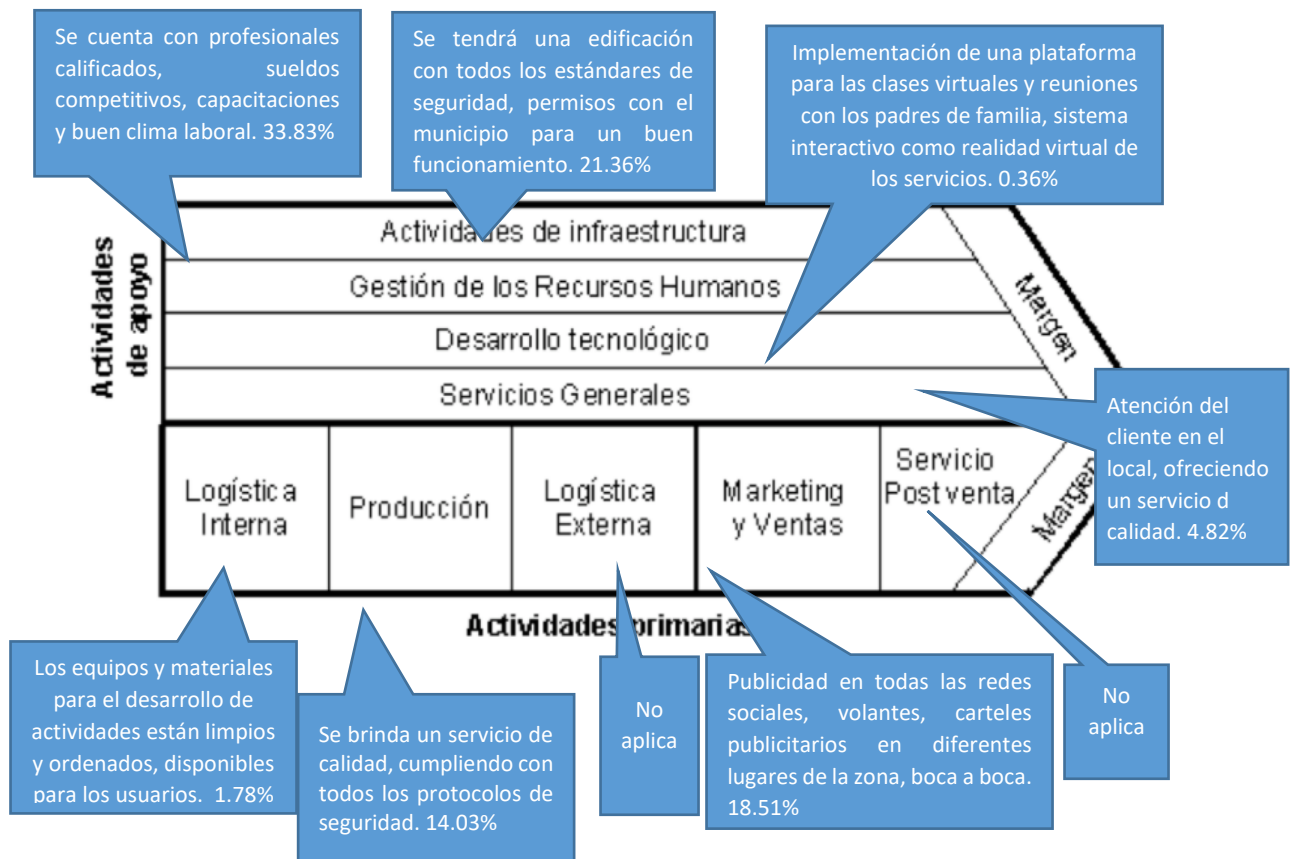 Se cuenta con profesionales
calificados, sueldos
competitivos, capacitaciones
y buen clima laboral. 33.83%
Se tendrá una edificación
con todos los estándares de
seguridad, permisos con el
municipio para un buen
funcionamiento. 21.36%
Implementación de una plataforma
para las clases virtuales y reuniones
con los padres de familia, sistema
interactivo como realidad virtual de
los servicios. 0.36%
Actividades
de apoyo
Actividades de infraestructura
Gestión de los Recursos Humanos
Desarrollo tecnológico
Servicios Generales
Margen
Atención del
cliente en el
local, ofreciendo
un servicio d
calidad. 4.82%
Logística
Interna
Producción
Logística
Externa
Marketing
y Ventas
Servicio
Post venta
Margen
Actividades primarias
Los equipos y materiales
para el desarrollo de
actividades están limpios
y ordenados, disponibles
para los usuarios. 1.78%
Se brinda un servicio de
calidad, cumpliendo con
todos los protocolos de
seguridad. 14.03%
No
aplica
Publicidad en todas las redes
sociales, volantes, carteles
publicitarios en diferentes
lugares de la zona, boca a boca.
18.51%
No
aplica